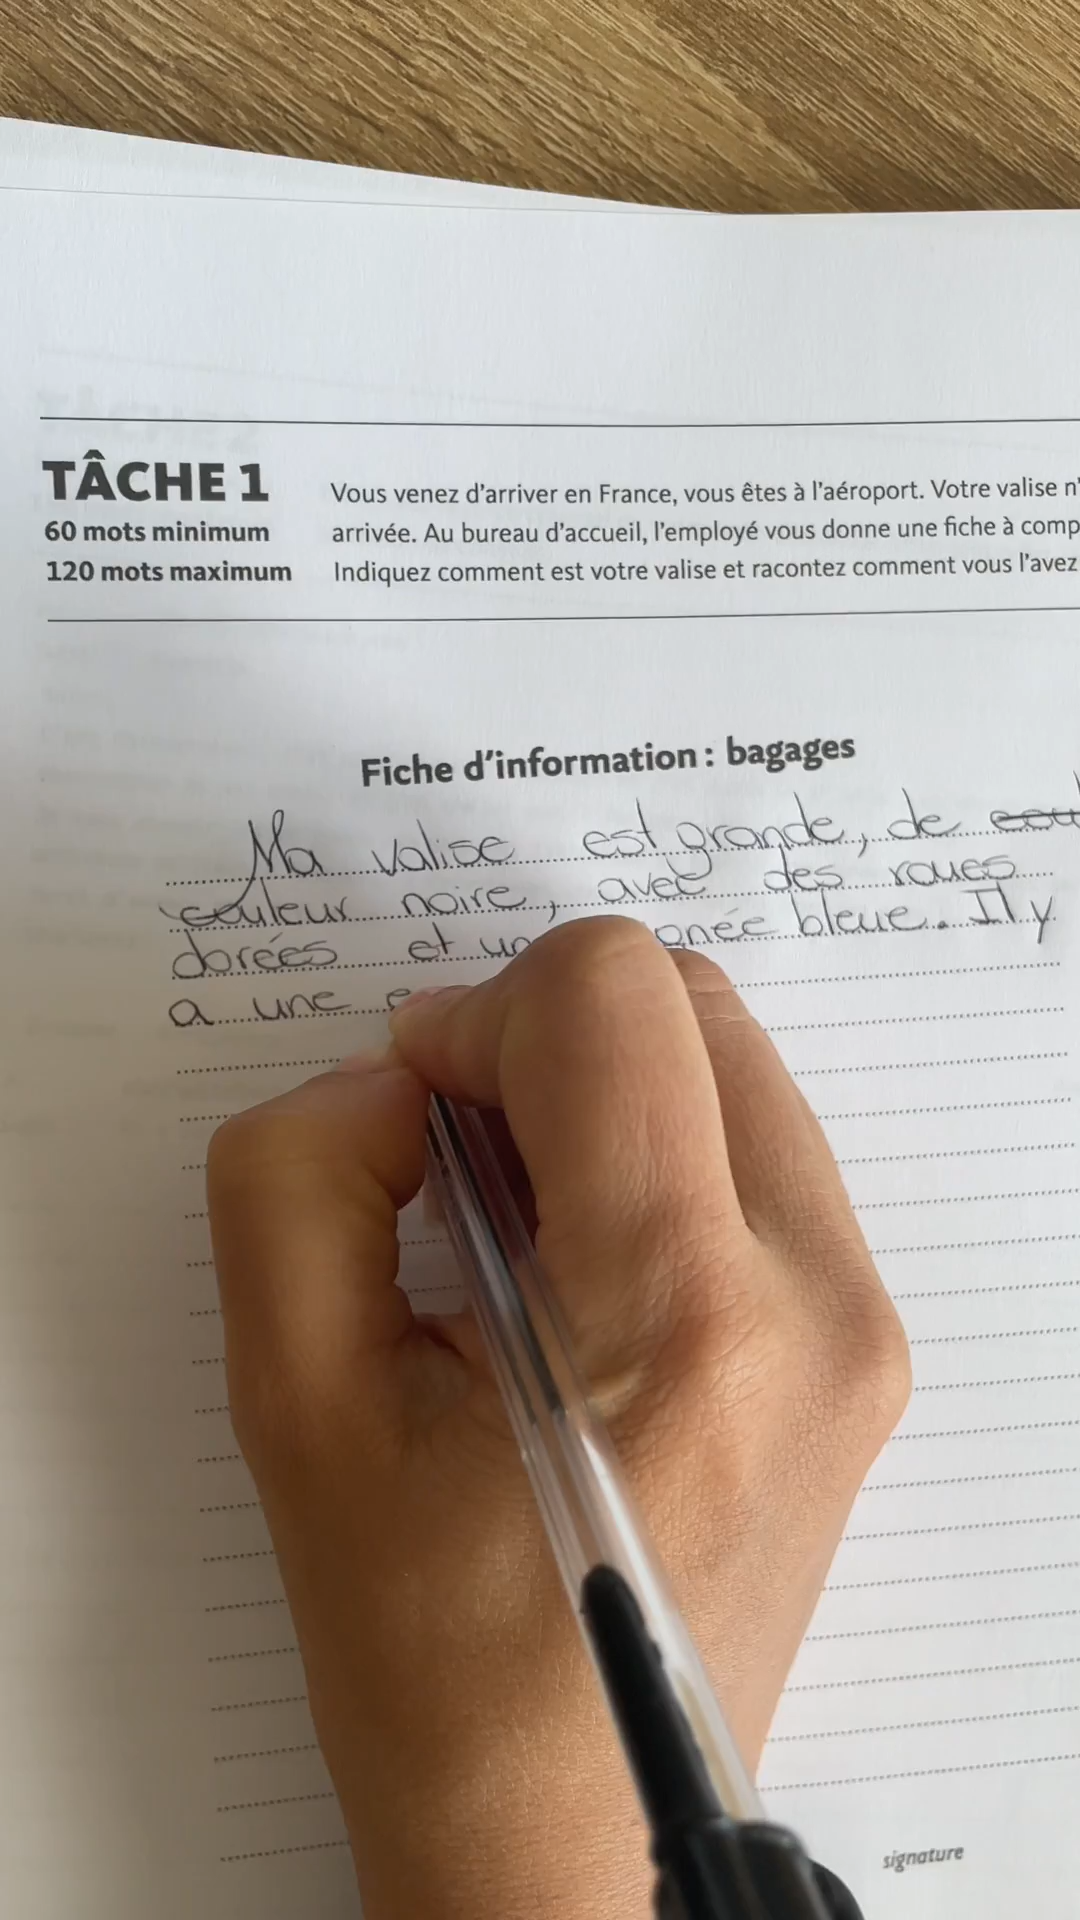 TÂCHE 1
60 mots minimum
120 mots maximum
Vous venez d'arriver en France, vous êtes à l'aéroport. Votre valise n'
arrivée. Au bureau d'accueil, l'employé vous donne une fiche à comp
Indiquez comment est votre valise et racontez comment vous l'avez
Fiche d'information : bagages
Ma valise est grande, de
couleur noire, avec des roues
dorées et bleue. Il y
a une
signature